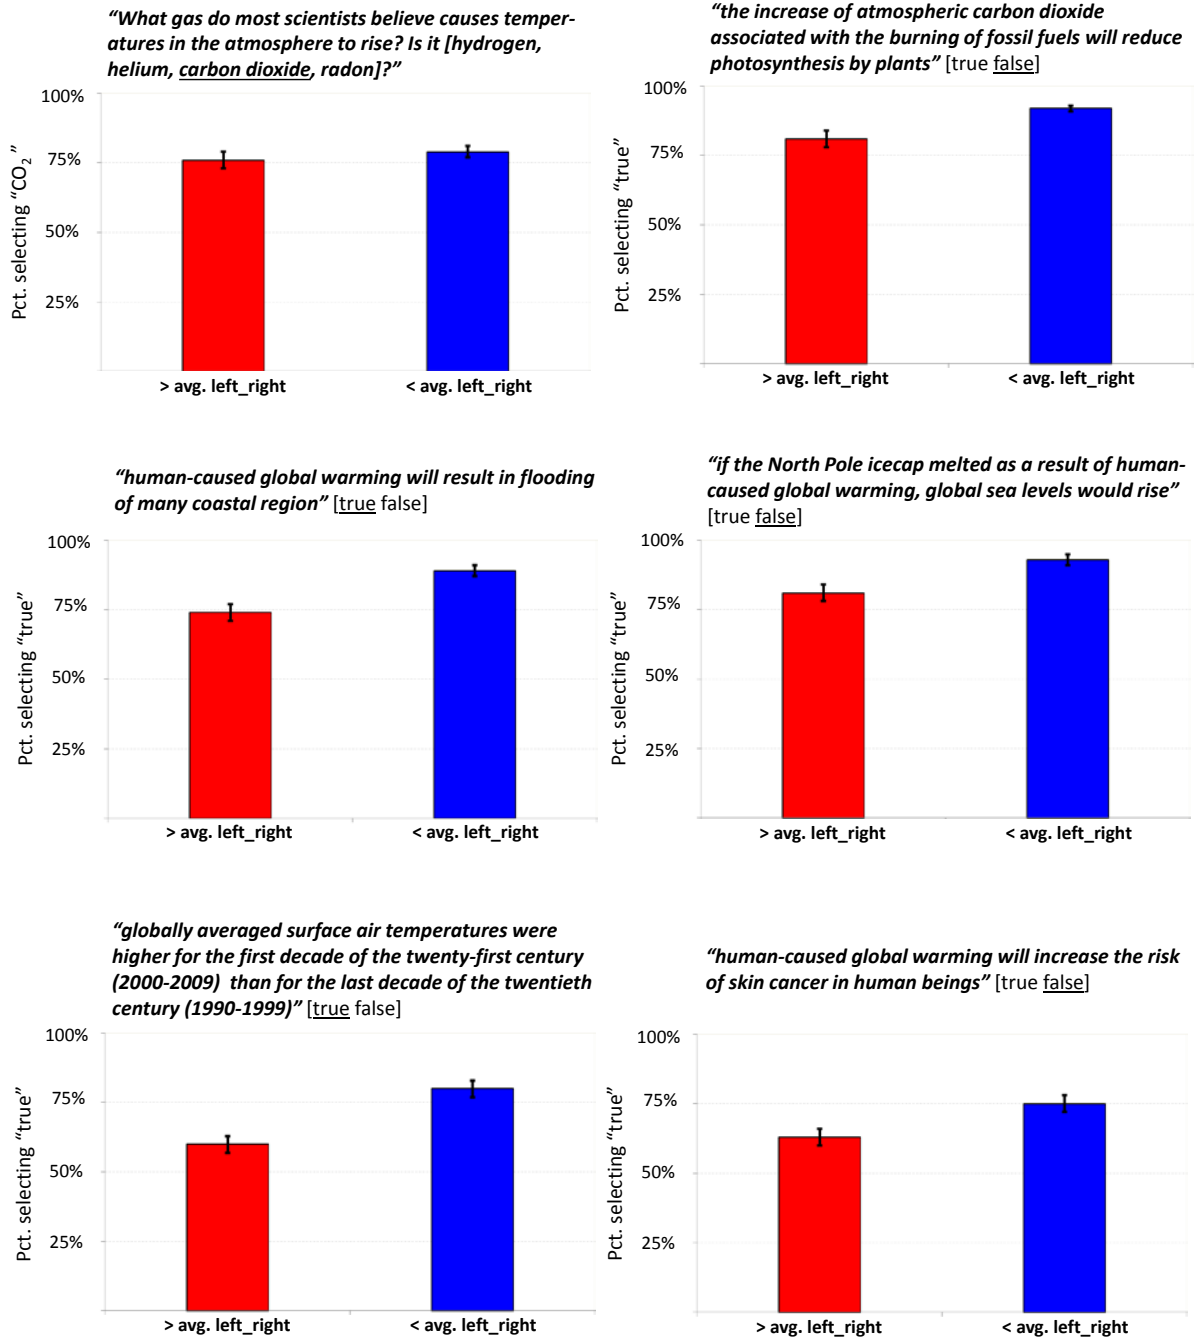 “What gas do most scientists believe causes temper-
atures in the atmosphere to rise? Is it [hydrogen,
helium, carbon dioxide, radon]?”
100%
75%
50%
25%
Pct. selecting “CO2 ”
> avg. left_right
< avg. left_right
“the increase of atmospheric carbon dioxide
associated with the burning of fossil fuels will reduce
photosynthesis by plants” [true false]
100%
75%
50%
25%
Pct. selecting “true”
> avg. left_right
< avg. left_right
“human-caused global warming will result in flooding
of many coastal region” [true false]
100%
75%
50%
25%
Pct. selecting “true”
> avg. left_right
< avg. left_right
“if the North Pole icecap melted as a result of human-
caused global warming, global sea levels would rise”
[true false]
100%
75%
50%
25%
Pct. selecting “true”
> avg. left_right
< avg. left_right
“globally averaged surface air temperatures were
higher for the first decade of the twenty-first century
(2000-2009) than for the last decade of the twentieth
century (1990-1999)” [true false]
100%
75%
50%
25%
Pct. selecting “true”
> avg. left_right
< avg. left_right
“human-caused global warming will increase the risk
of skin cancer in human beings” [true false]
100%
75%
50%
25%
Pct. selecting “true”
> avg. left_right
< avg. left_right